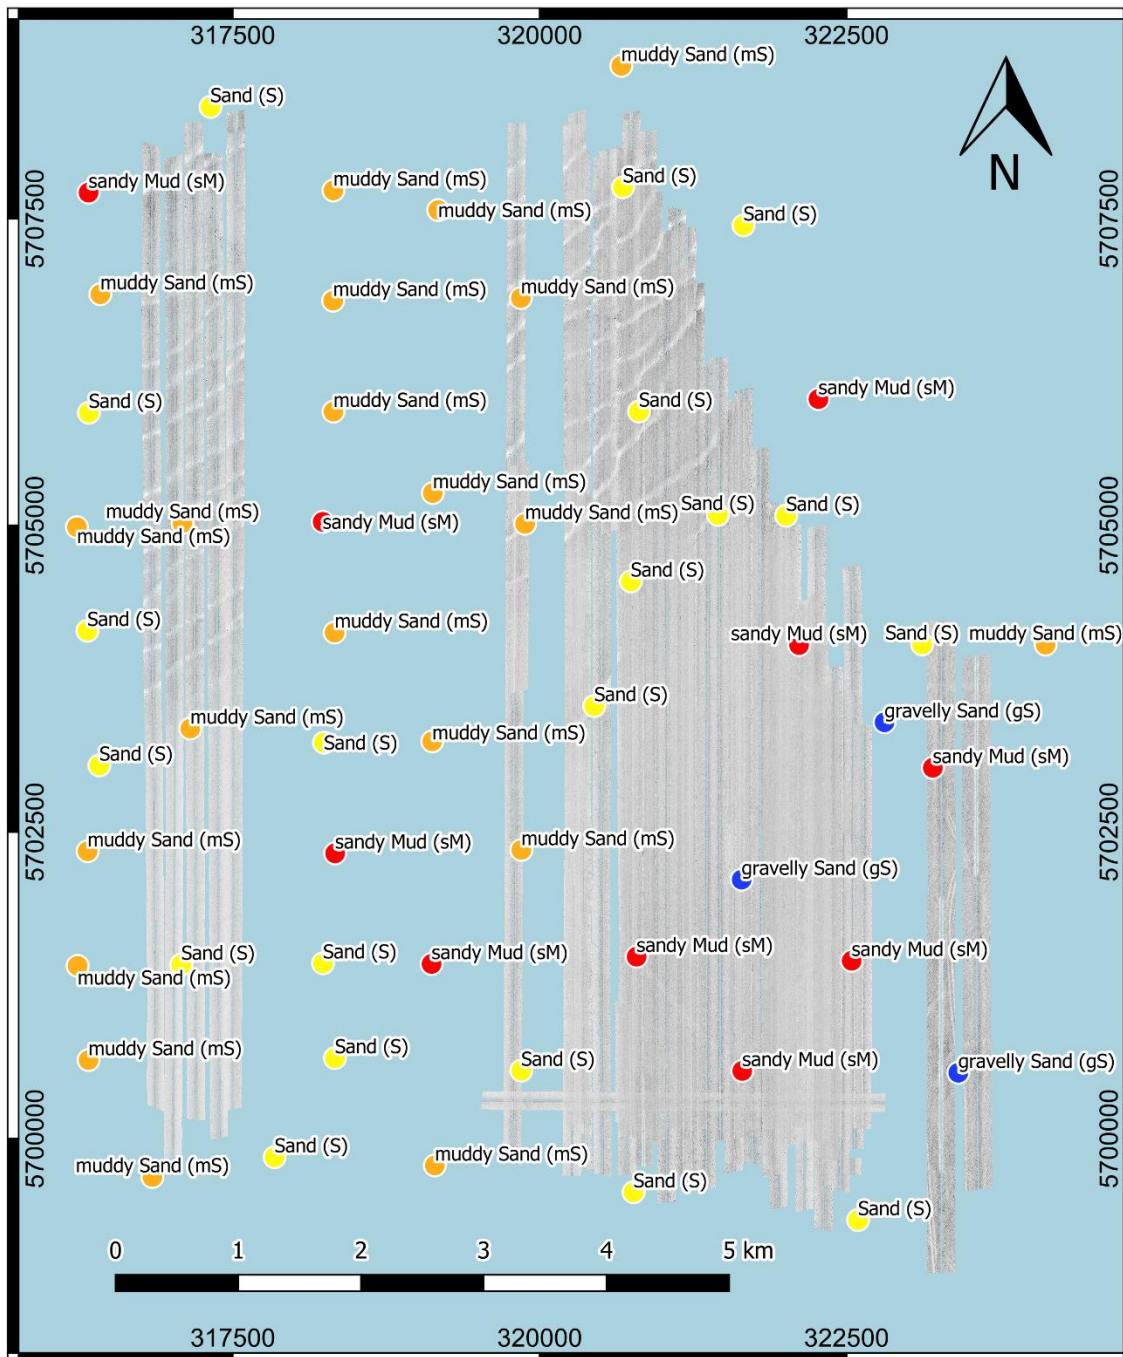 317500 320000 322500
muddy Sand (mS)
Sand (S)
N
sandy Mud (sM)
muddy Sand (mS)
Sand (S)
muddy Sand (mS)
Sand (S)
5707500
5707500
muddy Sand (mS)
muddy Sand (mS)
muddy Sand (mS)
Sand (S)
muddy Sand (mS)
Sand (S)
sandy Mud (sM)
muddy Sand (mS)
muddy Sand (mS)
muddy Sand (mS)
sandy Mud (sM)
muddy Sand (mS)
Sand (S)
Sand (S)
muddy Sand (mS)
5705000
5705000
Sand (S)
Sand (S)
muddy Sand (mS)
sandy Mud (sM)
Sand (S)
muddy Sand (mS)
muddy Sand (mS)
Sand (S)
gravelly Sand (gS)
Sand (S)
Sand (S)
muddy Sand (mS)
sandy Mud (sM)
5702500
5702500
muddy Sand (mS)
sandy Mud (sM)
muddy Sand (mS)
gravelly Sand (gS)
Sand (S)
muddy Sand (mS)
Sand (S)
sandy Mud (sM)
sandy Mud (sM)
sandy Mud (sM)
muddy Sand (mS)
Sand (S)
Sand (S)
sandy Mud (sM)
gravelly Sand (gS)
5700000
5700000
muddy Sand (mS)
Sand (S)
muddy Sand (mS)
Sand (S)
Sand (S)
0 1 2 3 4 5 km
317500 320000 322500